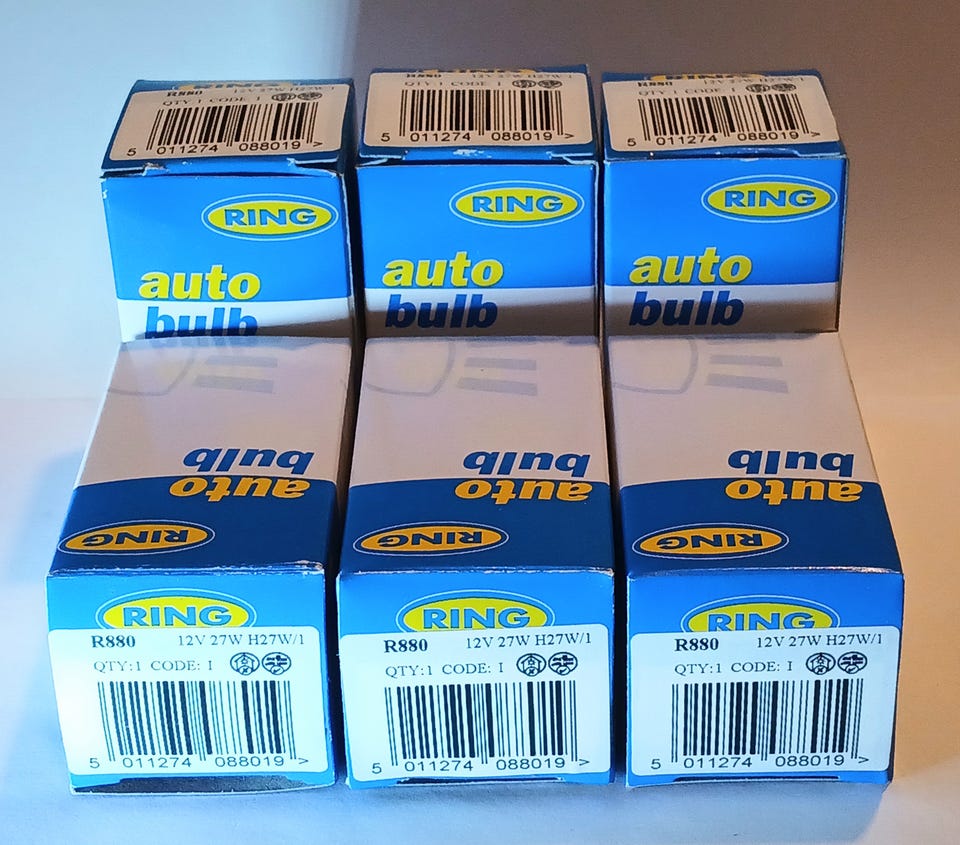 R880 12V 27W H27W/1
QTY:1 CODE: I
5 011274 088019 >
RING
auto
bulb
R880 12V 27W H27W/1
QTY:1 CODE: I
5 011274 088019 >
RING
auto
bulb
R880 12V 27W H27W/1
QTY:1 CODE: I
5 011274 088019 >
RING
auto
bulb
bulb
auto
RING
bulb
auto
RING
bulb
auto
RING
RING
R880 12V 27W H27W/1
QTY:1 CODE: I
5 011274 088019 >
RING
R880 12V 27W H27W/1
QTY:1 CODE: I
5 011274 088019 >
RING
R880 12V 27W H27W/1
QTY:1 CODE: I
5 011274 088019 >